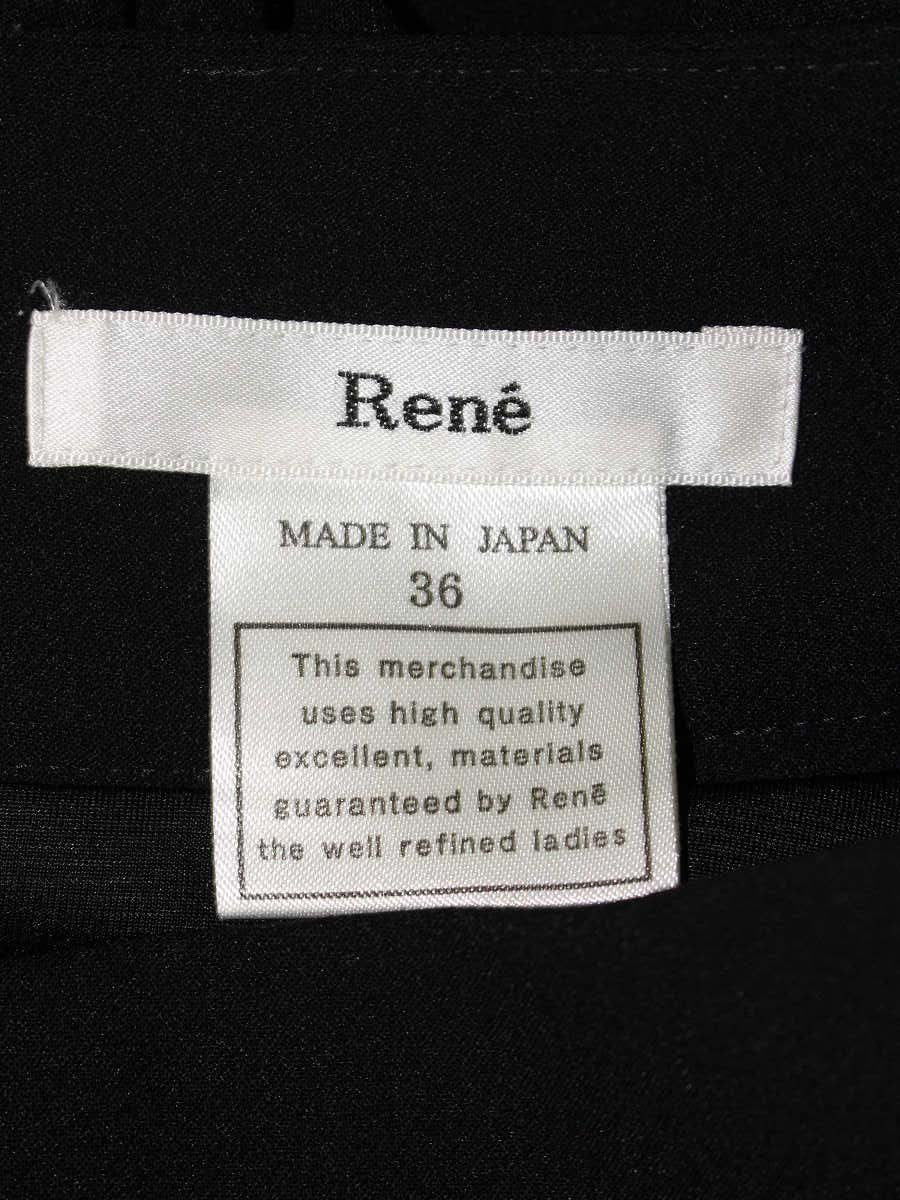 René
MADE IN JAPAN
36
This merchandise
uses high quality
excellent, materials
guaranteed by Renē
the well refined ladies